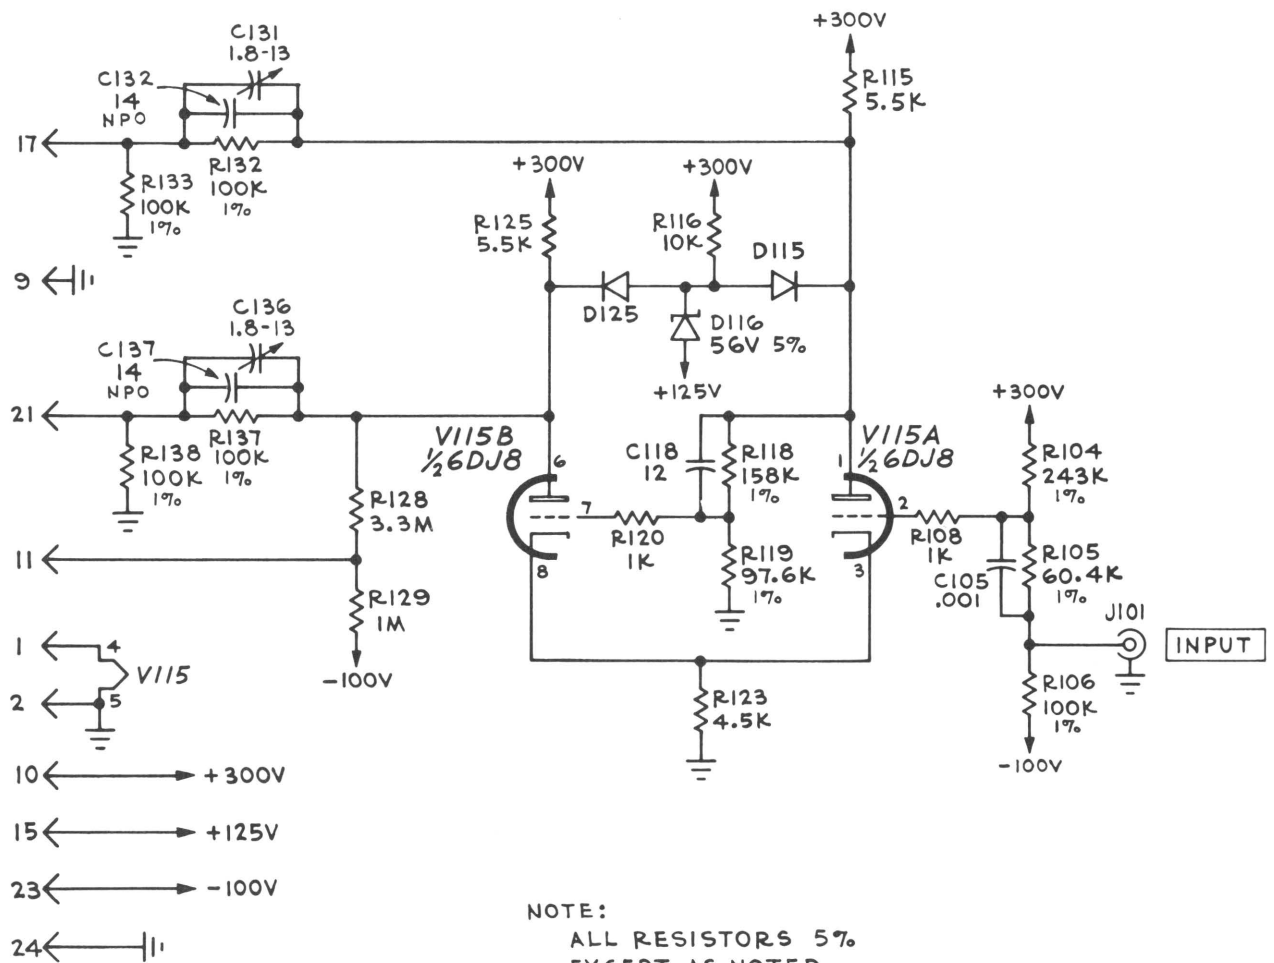 +300V
C131
1.8-13
C132
14
NPO
R115
5.5K
17
R132
100K
1%
R133
100K
1%
+300V
+300V
R125
5.5K
R116
10K
D115
9
D125
D116
56V 5%
+125V
C136
1.8-13
C137
14
NPO
21
R137
100K
1%
R138
100K
1%
V115B
½ 6DJ8
6
7
8
C118
12
R118
158K
1%
V115A
½ 6DJ8
1
2
3
+300V
R104
243K
1%
R128
3.3M
R120
1K
R119
97.6K
1%
R108
1K
C105
.001
R105
60.4K
1%
11
R129
1M
-100V
J101
INPUT
1
4
V115
2
5
R123
4.5K
R106
100K
1%
-100V
10
+300V
15
+125V
23
-100V
24
NOTE:
ALL RESISTORS 5%
EXCEPT AS NOTED